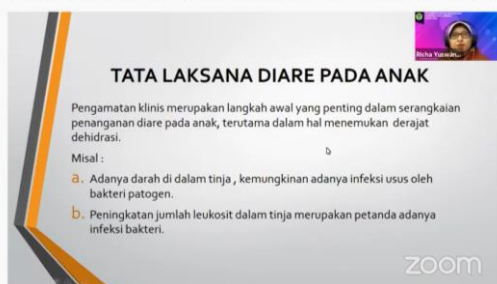 TATA LAKSANA DIARE PADA ANAK
Pengamatan klinis merupakan langkah awal yang penting dalam serangkaian
penanganan diare pada anak, terutama dalam hal menemukan derajat
dehidrasi.
Misal :
a. Adanya darah di dalam tinja , kemungkinan adanya infeksi usus oleh
bakteri patogen.
b. Peningkatan jumlah leukosit dalam tinja merupakan petanda adanya
infeksi bakteri.
zoom